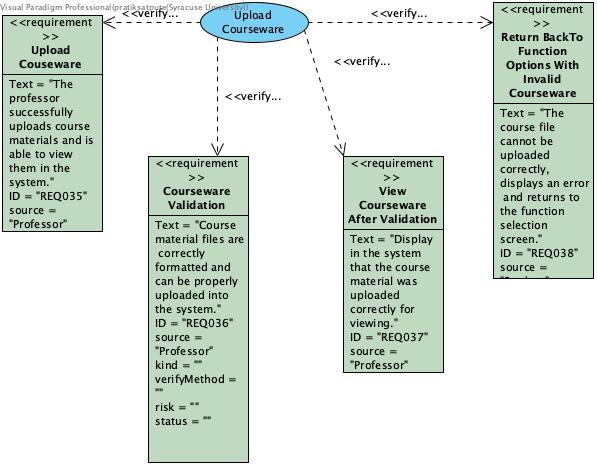 Visual Paradigm Professional(pratiksatpute(Syracuse University))
Upload
Courseware
<<verify...
<<verify...
<<verify...
<<verify...
<<requirement
>>
Upload
Couseware
Text = "The
professor
successfully
uploads course
materials and is
able to view
them in the
system."
ID = "REQ035"
source =
"Professor"
<<requirement
>>
Courseware
Validation
Text = "Course
material files are
correctly
formatted and
can be properly
uploaded into
the system."
ID = "REQ036"
source =
"Professor"
kind = ""
verifyMethod =
""
risk = ""
status = ""
<<requirement
>>
View
Courseware
After Validation
Text = "Display
in the system
that the course
material was
uploaded
correctly for
viewing."
ID = "REQ037"
source =
"Professor"
<<requirement
>>
Return BackTo
Function
Options With
Invalid
Courseware
Text = "The
course file
cannot be
uploaded
correctly,
displays an error
and returns to
the function
selection
screen."
ID = "REQ038"
source =